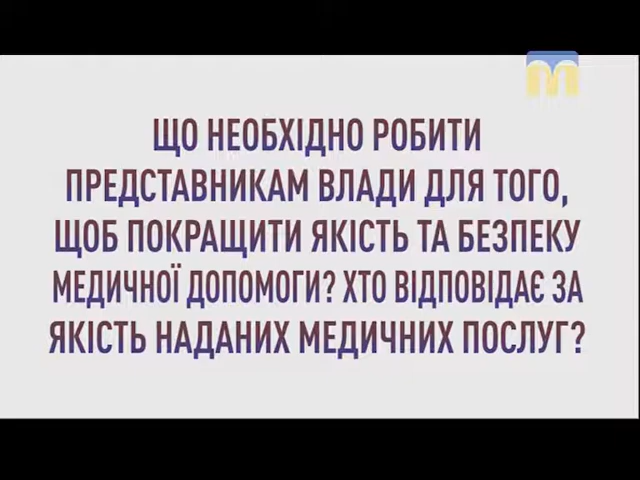 ЩО НЕОБХІДНО РОБИТИ
ПРЕДСТАВНИКАМ ВЛАДИ ДЛЯ ТОГО,
ЩОБ ПОКРАЩИТИ ЯКІСТЬ ТА БЕЗПЕКУ
МЕДИЧНОЇ ДОПОМОГИ? ХТО ВІДПОВІДАЄ ЗА
ЯКІСТЬ НАДАНИХ МЕДИЧНИХ ПОСЛУГ?